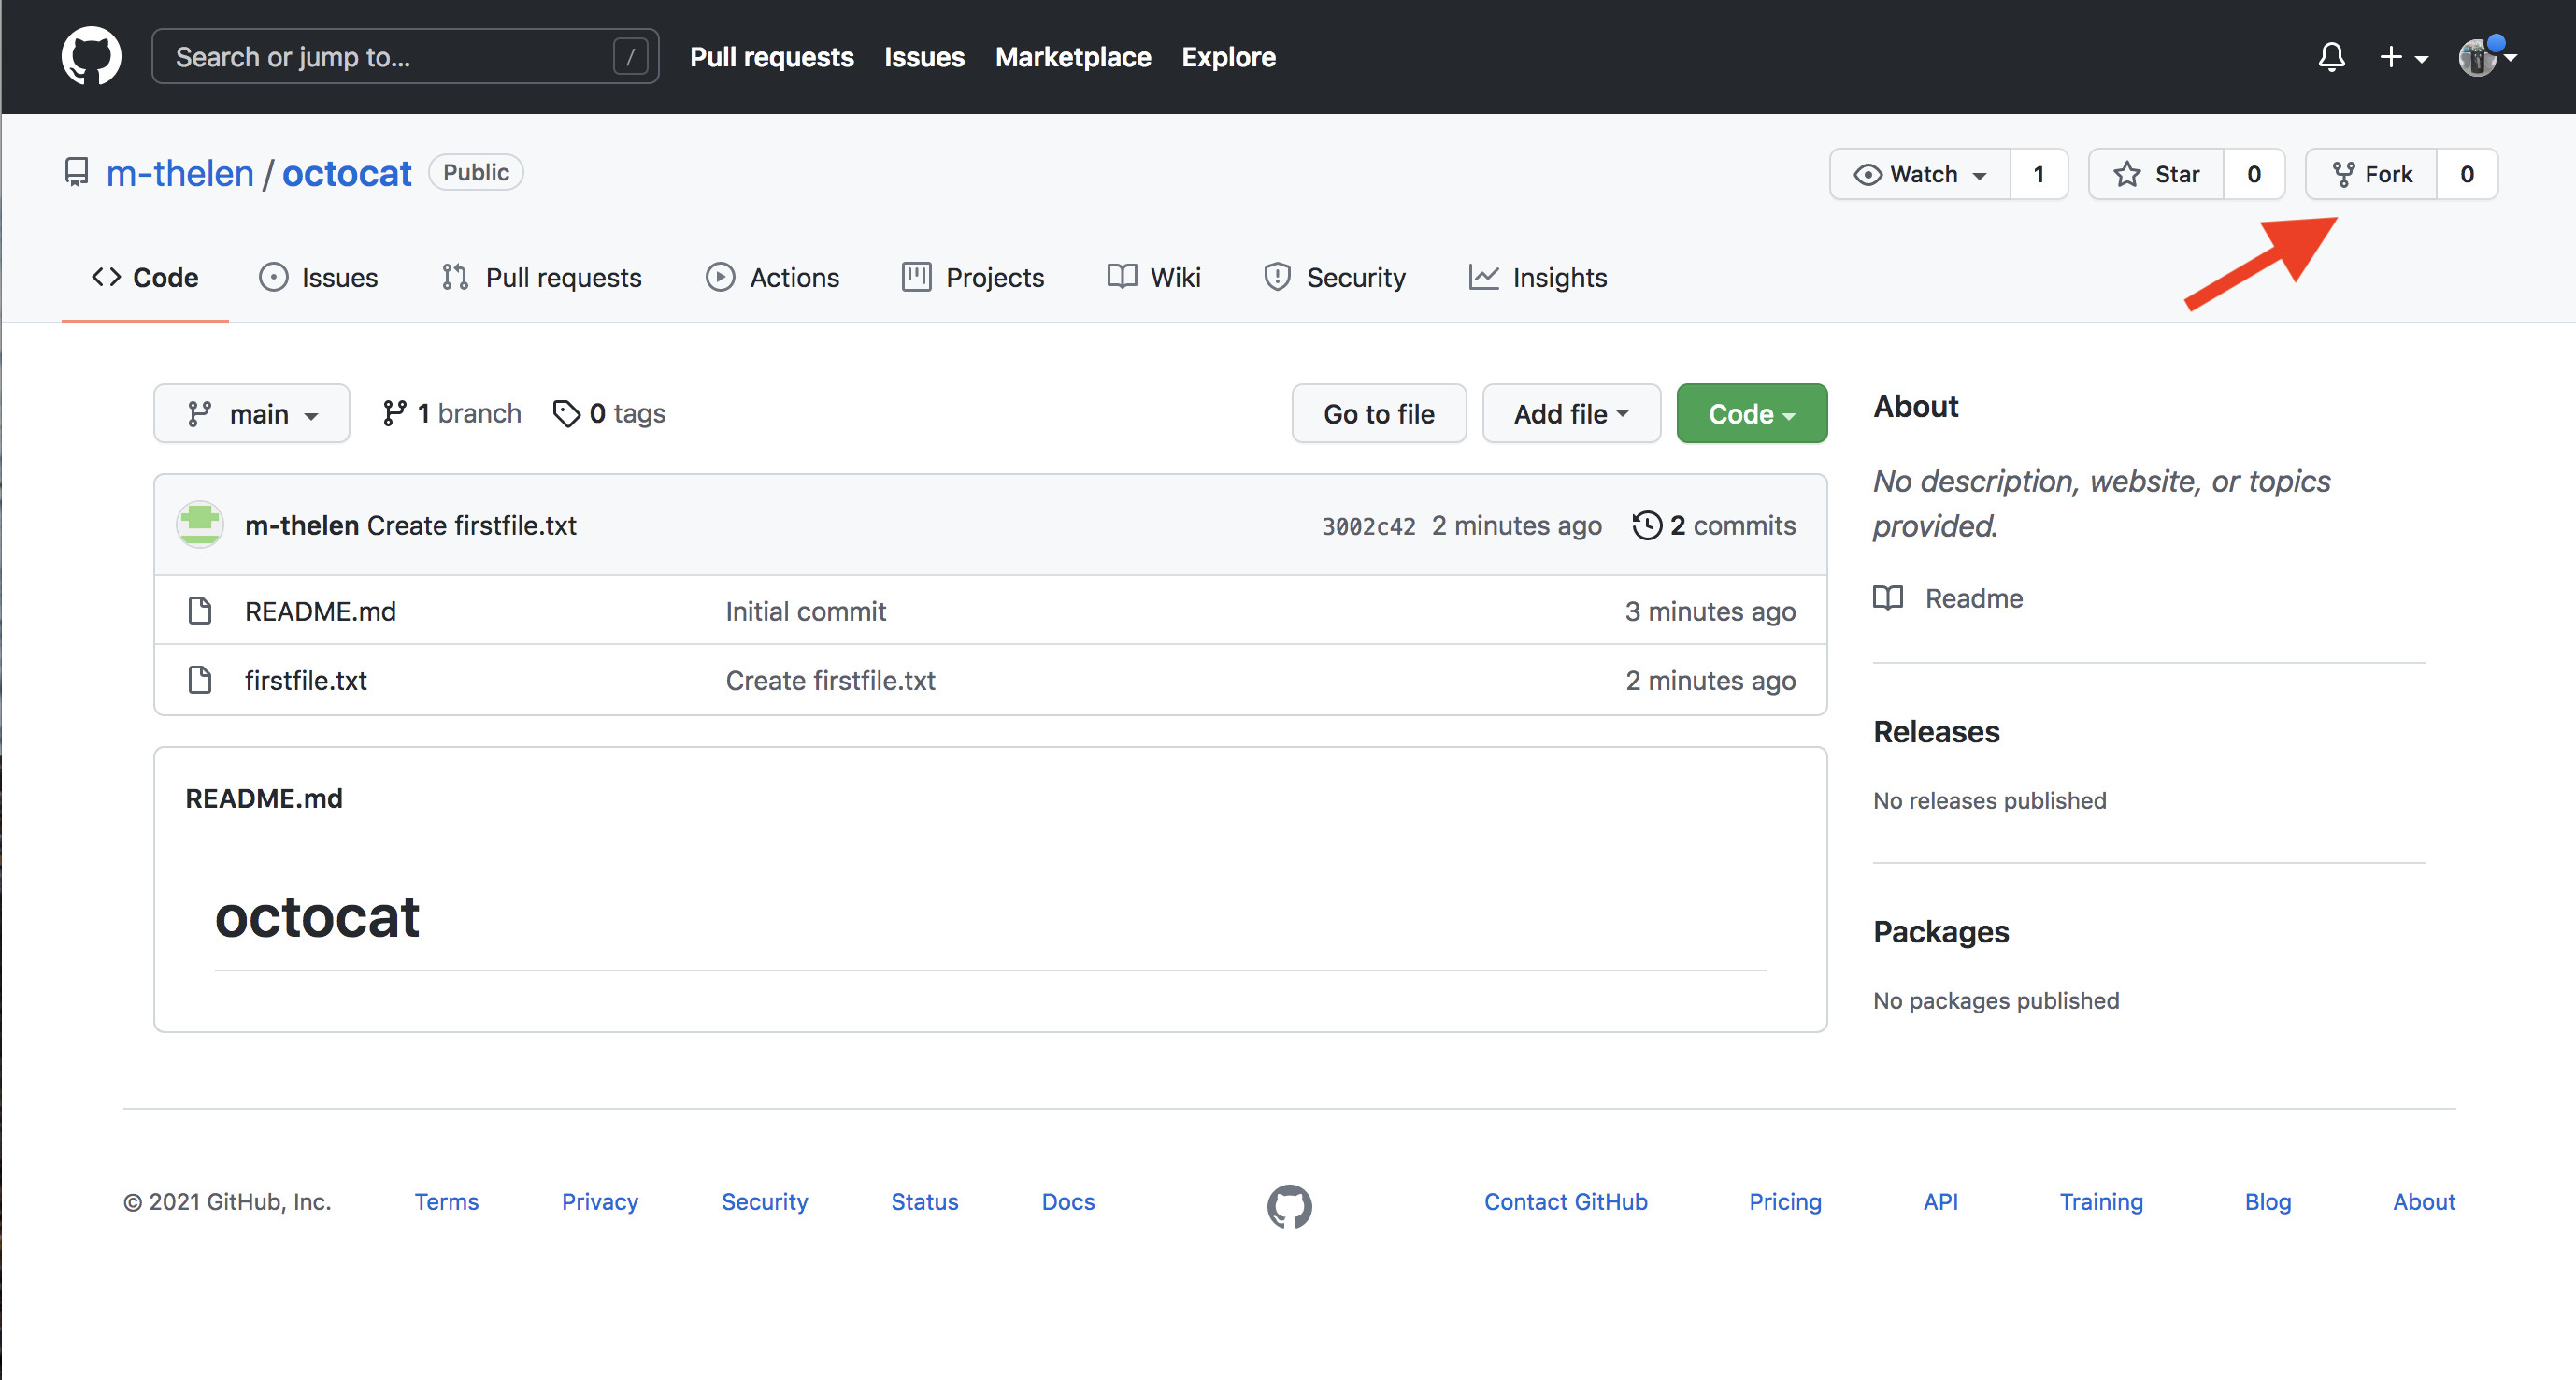 Search or jump to... /
Pull requests Issues Marketplace Explore
m-thelen / octocat Public
Watch 1 Star 0 Fork 0
Code Issues Pull requests Actions Projects Wiki Security Insights
main 1 branch 0 tags Go to file Add file Code
m-thelen Create firstfile.txt 3002c42 2 minutes ago 2 commits
README.md Initial commit 3 minutes ago
firstfile.txt Create firstfile.txt 2 minutes ago
README.md
octocat
About
No description, website, or topics
provided.
Readme
Releases
No releases published
Packages
No packages published
© 2021 GitHub, Inc. Terms Privacy Security Status Docs Contact GitHub Pricing API Training Blog About